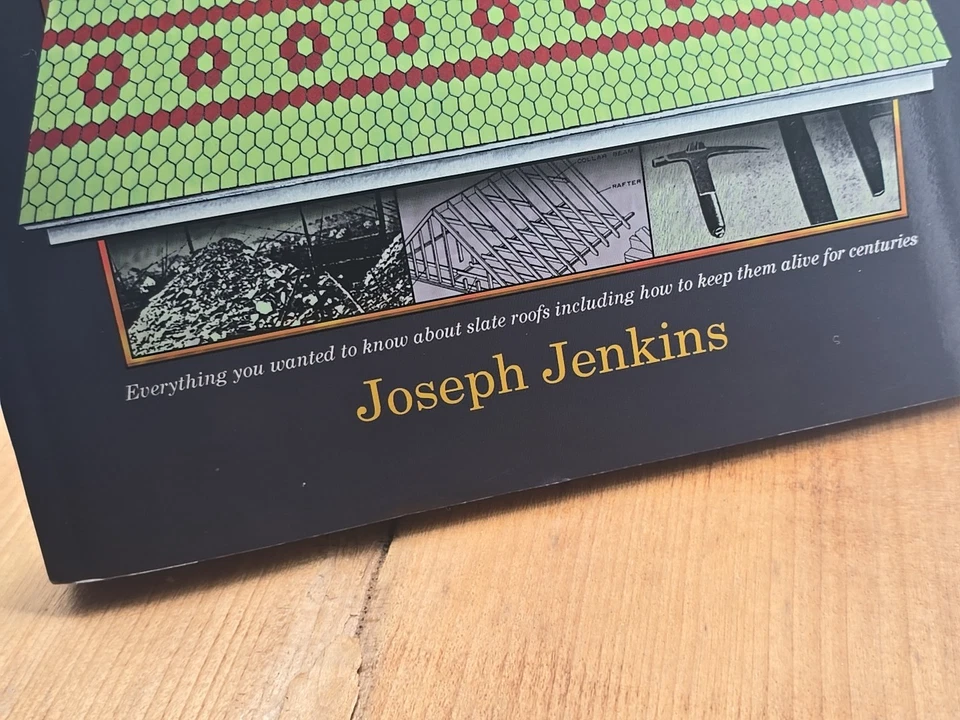 COLLAR BEAM
RAFTER
Everything you wanted to know about slate roofs including how to keep them alive for centuries
Joseph Jenkins